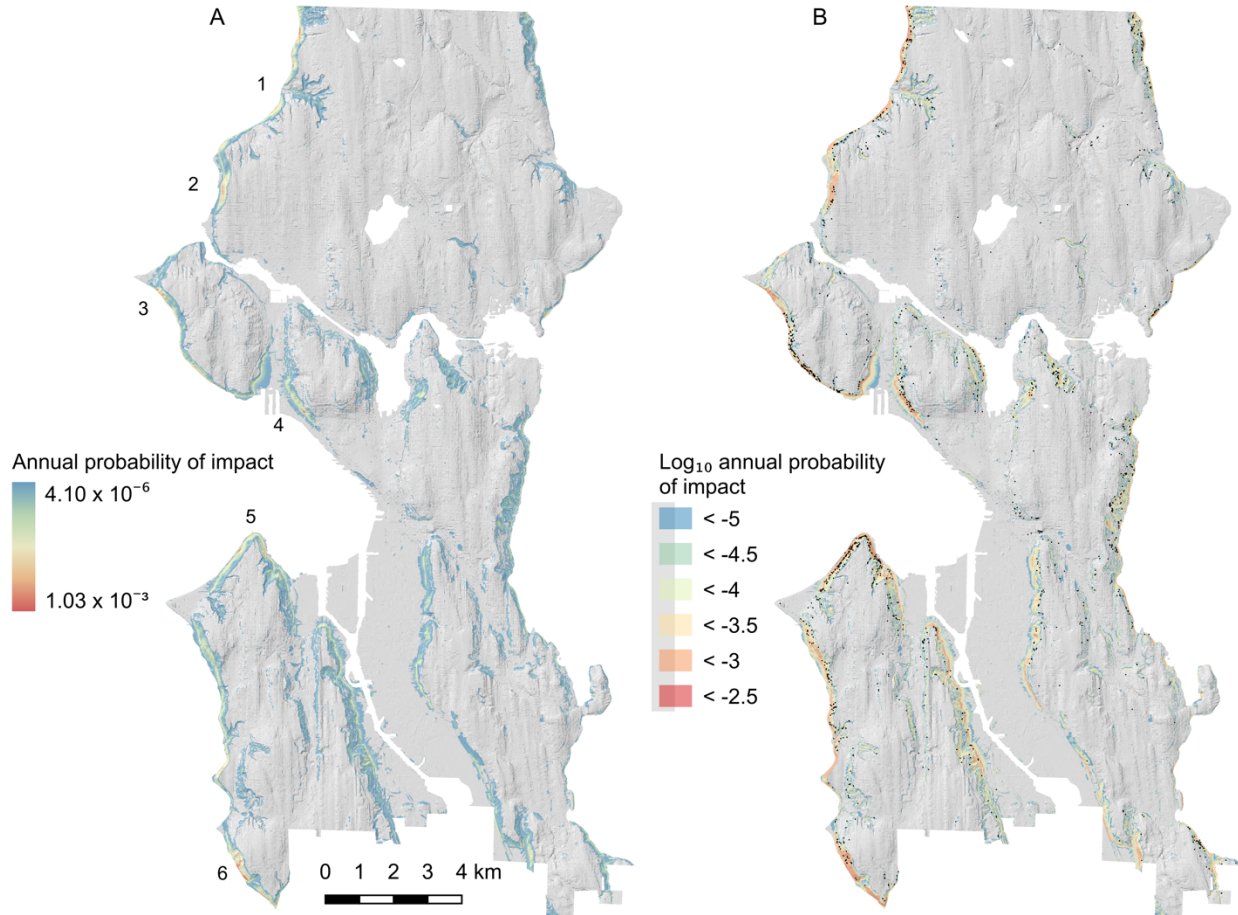 A
B
1
2
3
4
Annual probability of impact
4.10 x 10⁻⁶
1.03 x 10⁻³
Log₁₀ annual probability
of impact
< -5
< -4.5
< -4
< -3.5
< -3
< -2.5
5
6
0 1 2 3 4 km